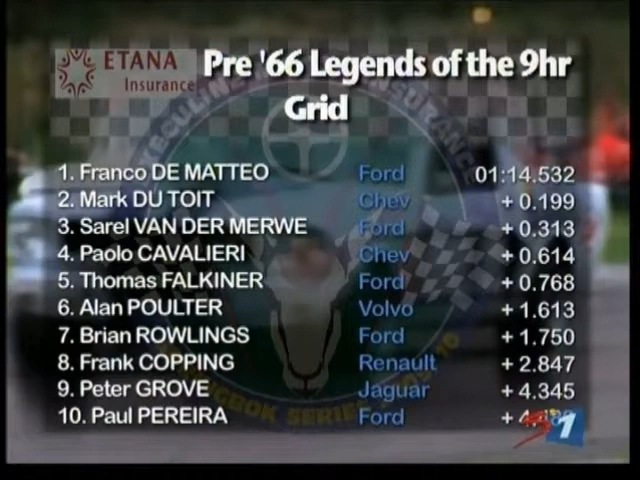 ETANA
Insurance
Pre '66 Legends of the 9hr
Grid
1. Franco DE MATTEO Ford 01:14.532
2. Mark DU TOIT Chev + 0.199
3. Sarel VAN DER MERWE Ford + 0.313
4. Paolo CAVALIERI Chev + 0.614
5. Thomas FALKINER Ford + 0.768
6. Alan POULTER Volvo + 1.613
7. Brian ROWLINGS Ford + 1.750
8. Frank COPPING Renault + 2.847
9. Peter GROVE Jaguar + 4.345
10. Paul PEREIRA Ford
SERIES
1